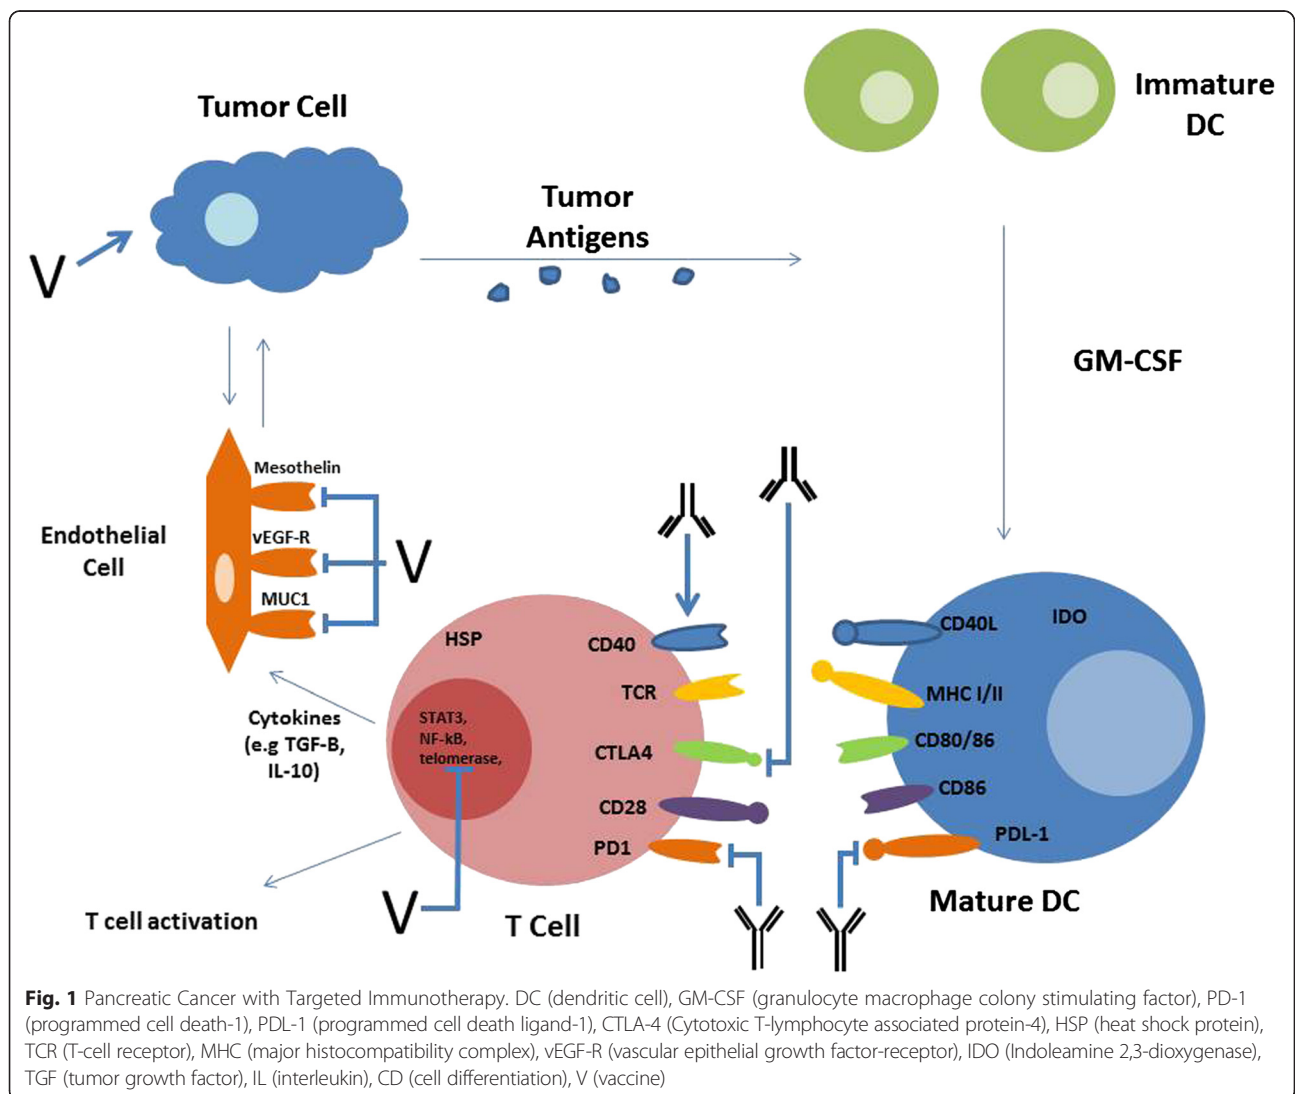 Tumor Cell
Immature
DC
Tumor
Antigens
V
GM-CSF
Mesothelin
vEGF-R
MUC1
Endothelial
Cell
V
HSP
CD40
TCR
CTLA4
CD28
PD1
STAT3,
NF-kB,
telomerase,
CD40L
IDO
MHC I/II
CD80/86
CD86
PDL-1
Cytokines
(e.g TGF-B,
IL-10)
T cell activation
V
T Cell
Mature DC
Fig. 1 Pancreatic Cancer with Targeted Immunotherapy. DC (dendritic cell), GM-CSF (granulocyte macrophage colony stimulating factor), PD-1
(programmed cell death-1), PDL-1 (programmed cell death ligand-1), CTLA-4 (Cytotoxic T-lymphocyte associated protein-4), HSP (heat shock protein),
TCR (T-cell receptor), MHC (major histocompatibility complex), vEGF-R (vascular epithelial growth factor-receptor), IDO (Indoleamine 2,3-dioxygenase),
TGF (tumor growth factor), IL (interleukin), CD (cell differentiation), V (vaccine)